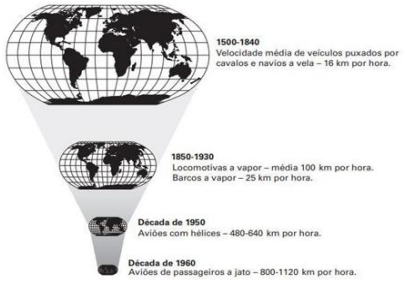 1500-1840
Velocidade média de veículos puxados por
cavalos e navios a vela – 16 km por hora.
1850-1930
Locomotivas a vapor – média 100 km por hora.
Barcos a vapor – 25 km por hora.
Década de 1950
Aviões com hélices – 480-640 km por hora.
Década de 1960
Aviões de passageiros a jato – 800-1120 km por hora.